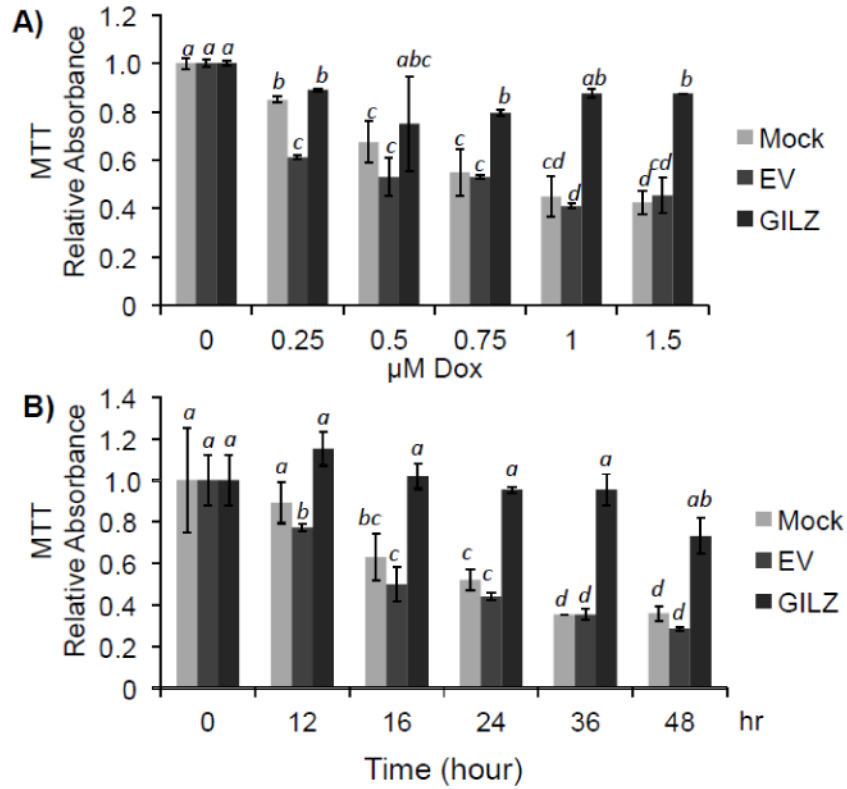 A)
MTT
Relative Absorbance
1.2
1.0
0.8
0.6
0.4
0.2
0
a a a
b c b
c c abc
c c b
cd d ab
d cd b
0 0.25 0.5 0.75 1 1.5
µM Dox
Mock
EV
GILZ
B)
MTT
Relative Absorbance
1.4
1.2
1.0
0.8
0.6
0.4
0.2
0
a a a
a b a
bc c a
c c a
d d a
d d ab
0 12 16 24 36 48 hr
Time (hour)
Mock
EV
GILZ